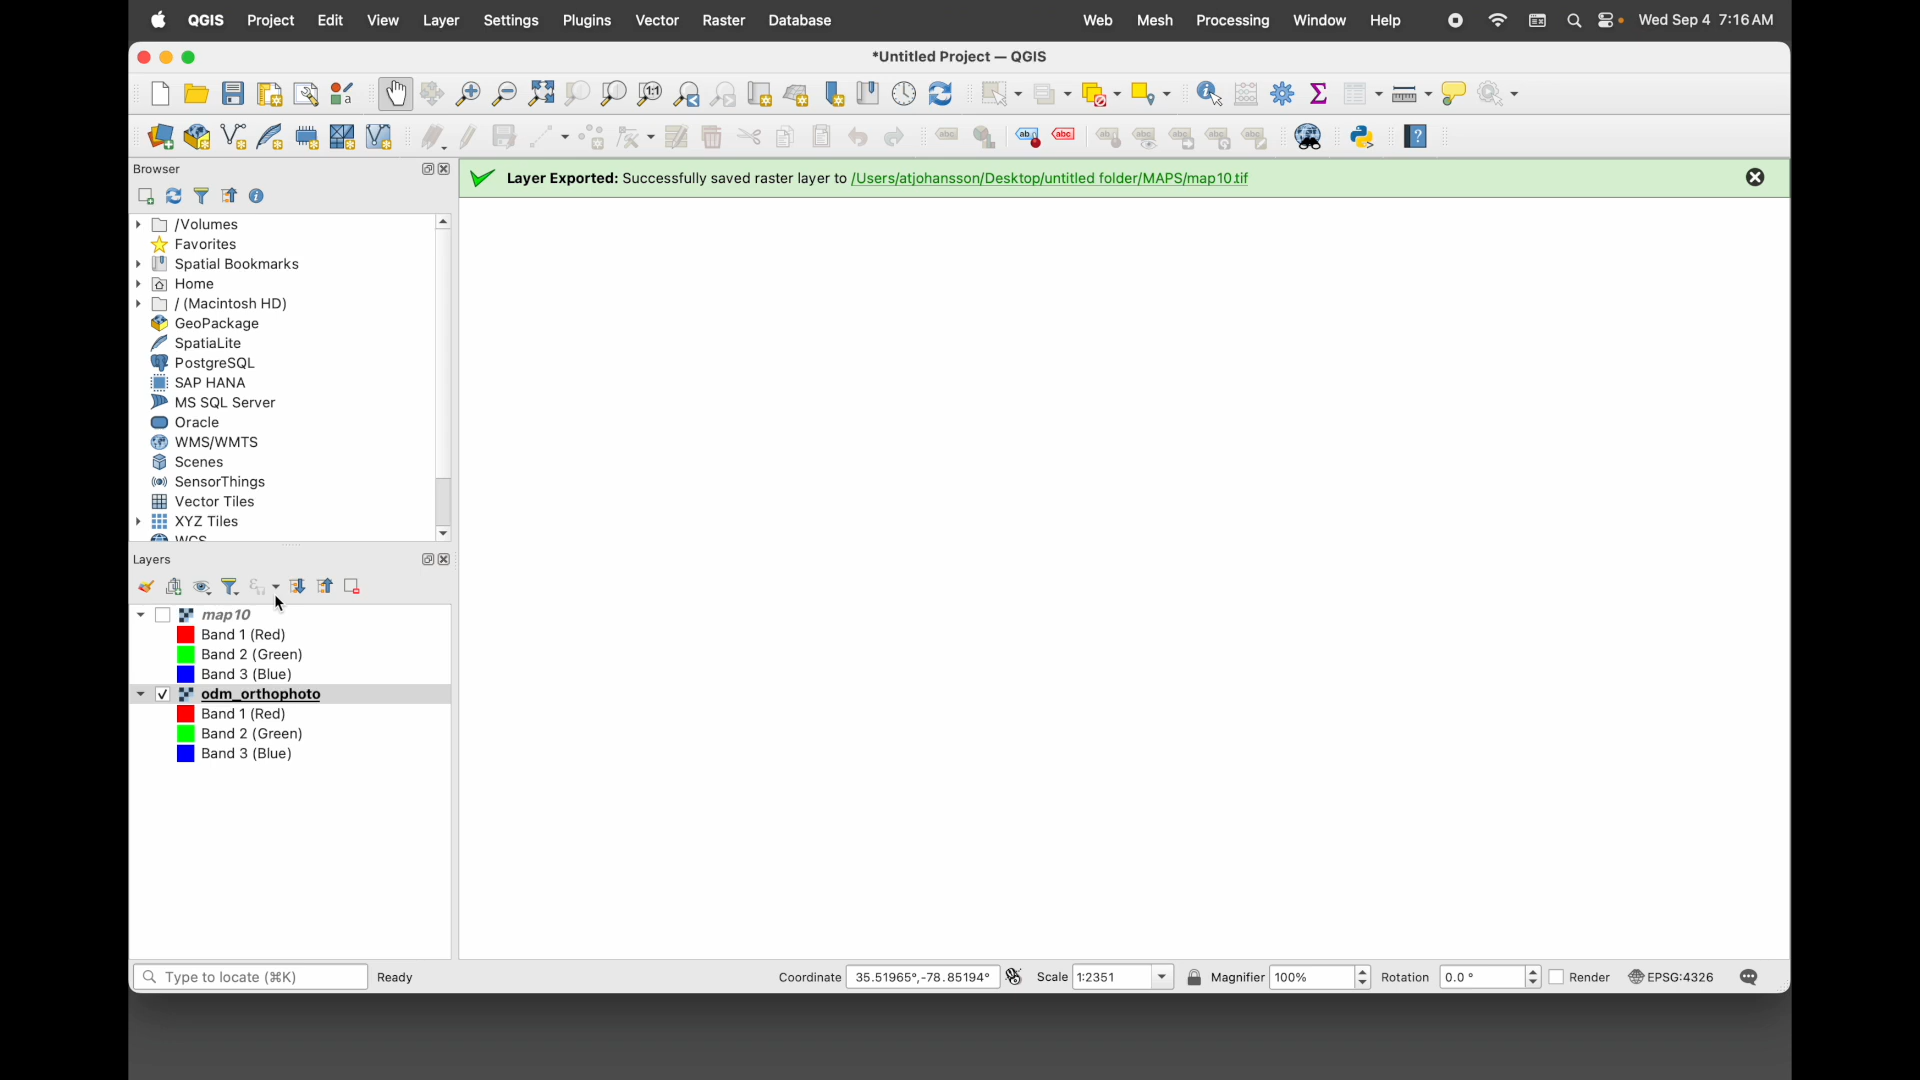 QGIS Project Edit View Layer Settings Plugins Vector Raster Database Web Mesh Processing Window Help Wed Sep 4 7:16 AM
*Untitled Project — QGIS
Browser
/Volumes
Favorites
Spatial Bookmarks
Home
/ (Macintosh HD)
GeoPackage
SpatiaLite
PostgreSQL
SAP HANA
MS SQL Server
Oracle
WMS/WMTS
Scenes
SensorThings
Vector Tiles
XYZ Tiles
WCS
Layer Exported: Successfully saved raster layer to /Users/atjohansson/Desktop/untitled folder/MAPS/map10.tif
Layers
map10
Band 1 (Red)
Band 2 (Green)
Band 3 (Blue)
odm_orthophoto
Band 1 (Red)
Band 2 (Green)
Band 3 (Blue)
Type to locate (⌘K) Ready Coordinate 35.51965°,-78.85194° Scale 1:2351 Magnifier 100% Rotation 0.0 ° Render EPSG:4326